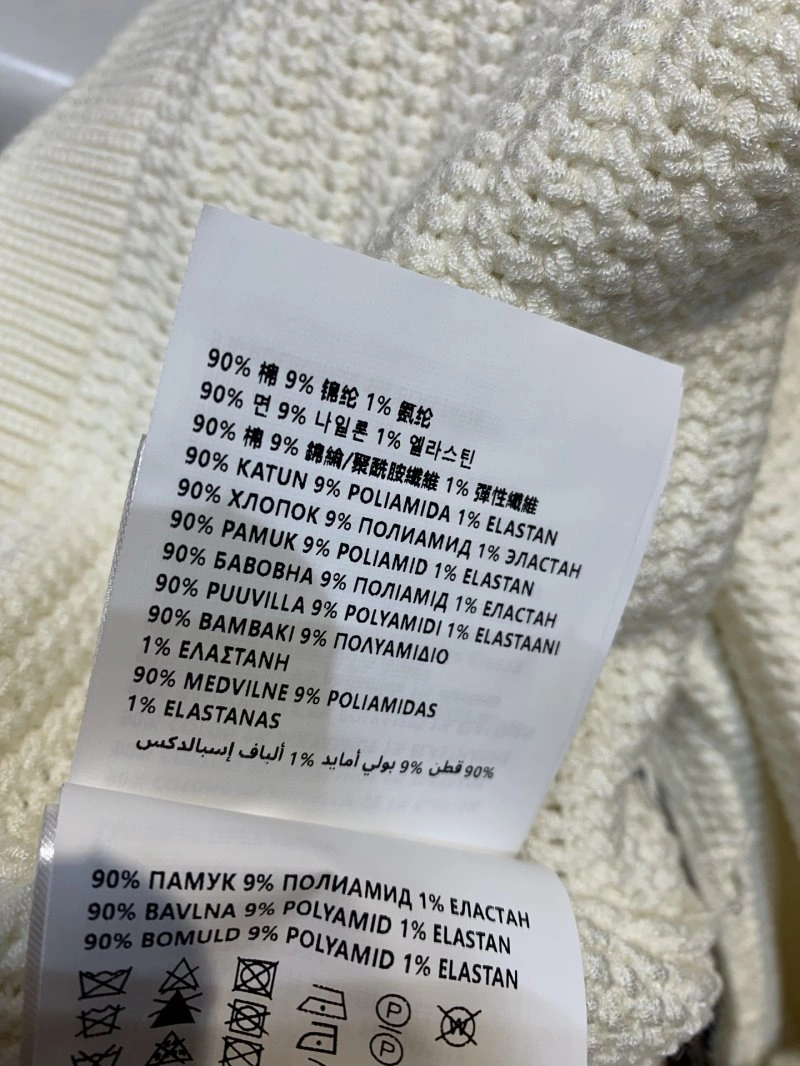 90% 棉 9% 锦纶 1% 氨纶
90% 면 9% 나일론 1% 엘라스틴
90% 棉 9% 錦綸/聚酰胺纖維 1% 彈性纖維
90% KATUN 9% POLIAMIDA 1% ELASTAN
90% ХЛОПОК 9% ПОЛИАМИД 1% ЭЛАСТАН
90% PAMUK 9% POLIAMID 1% ELASTAN
90% БАВОВНА 9% ПОЛІАМІД 1% ЕЛАСТАН
90% PUUVILLA 9% POLYAMIDI 1% ELASTAANI
90% ΒΑΜΒΑΚΙ 9% ΠΟΛΥΑΜΙΔΙΟ
1% ΕΛΑΣΤΑΝΗ
90% MEDVILNE 9% POLIAMIDAS
1% ELASTANAS
90% قطن 9% بولي أمايد 1% ألياف إسبالدكس
90% ПАМУК 9% ПОЛИАМИД 1% ЕЛАСТАН
90% BAVLNA 9% POLYAMID 1% ELASTAN
90% BOMULD 9% POLYAMID 1% ELASTAN
P W
P